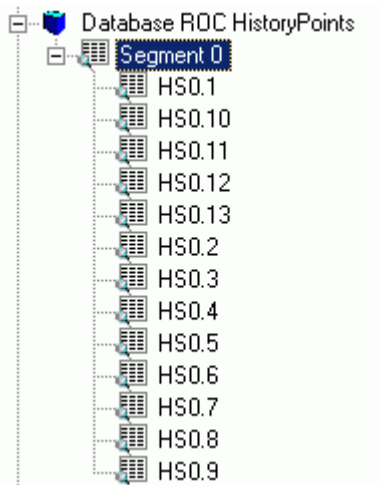 Database ROC HistoryPoints
Segment 0
HS0.1
HS0.10
HS0.11
HS0.12
HS0.13
HS0.2
HS0.3
HS0.4
HS0.5
HS0.6
HS0.7
HS0.8
HS0.9